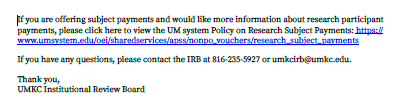 If you are offering subject payments and would like more information about research participant
payments, please click here to view the UM system Policy on Research Subject Payments: https://
www.umsystem.edu/oei/sharedservices/apss/nonpo_vouchers/research_subject_payments
If you have any questions, please contact the IRB at 816-235-5927 or umkcirb@umkc.edu.
Thank you,
UMKC Institutional Review Board